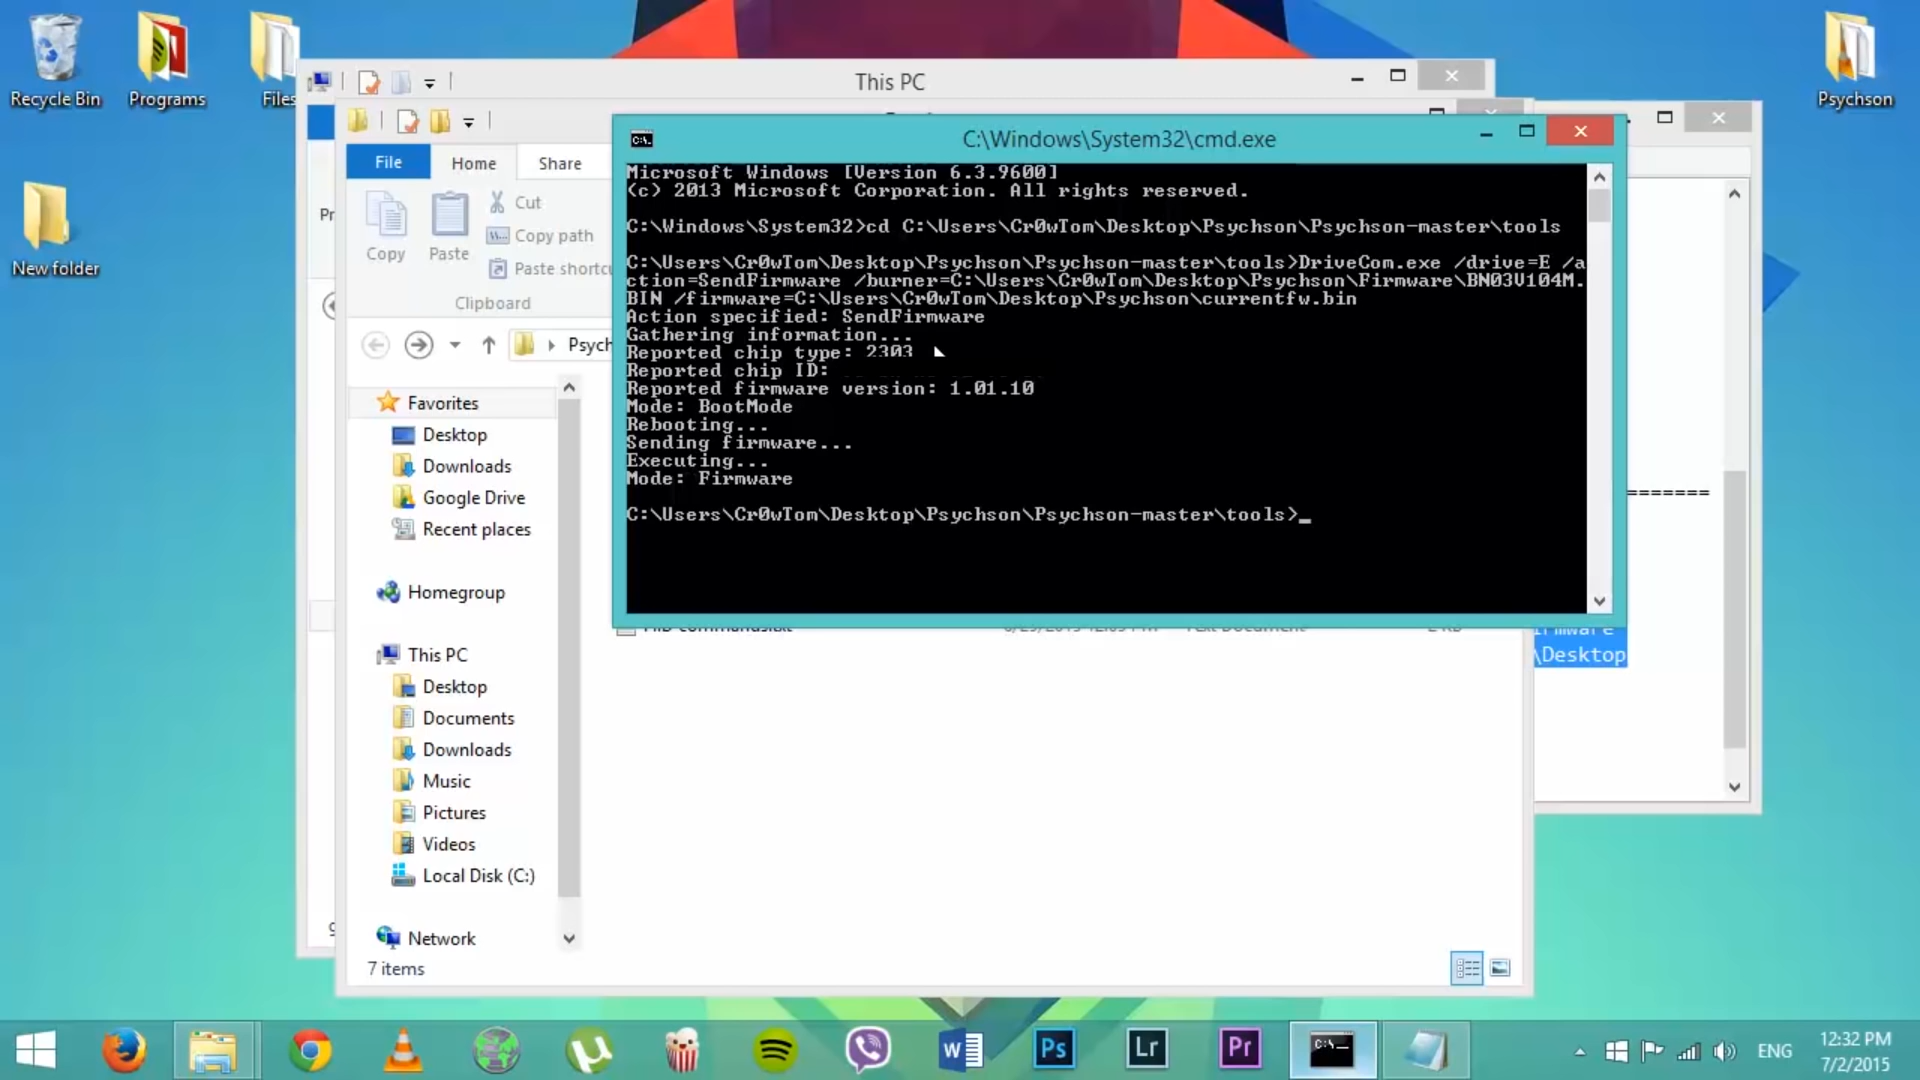 Recycle Bin
Programs
Files
Psychson
New folder
This PC
File
Home
Share
Cut
Copy path
Copy
Paste
Clipboard
Psych
Favorites
Desktop
Downloads
Google Drive
Recent places
Homegroup
This PC
Desktop
Documents
Downloads
Music
Pictures
Videos
Local Disk (C:)
Network
7 items
C:\Windows\System32\cmd.exe
Microsoft Windows [Version 6.3.9600]
(c) 2013 Microsoft Corporation. All rights reserved.
C:\Windows\System32>cd C:\Users\Cr0wTom\Desktop\Psychson\Psychson-master\tools
C:\Users\Cr0wTom\Desktop\Psychson\Psychson-master\tools>DriveCom.exe /drive=E /a
ction=SendFirmware /burner=C:\Users\Cr0wTom\Desktop\Psychson\Firmware\BN03V104M.
BIN /firmware=C:\Users\Cr0wTom\Desktop\Psychson\currentfw.bin
Action specified: SendFirmware
Gathering information...
Reported chip type: 2303
Reported chip ID:
Reported firmware version: 1.01.10
Mode: BootMode
Rebooting...
Sending firmware...
Executing...
Mode: Firmware
C:\Users\Cr0wTom\Desktop\Psychson\Psychson-master\tools>_
=======
\Desktop
W
Ps
Lr
Pr
ENG
12:32 PM
7/2/2015